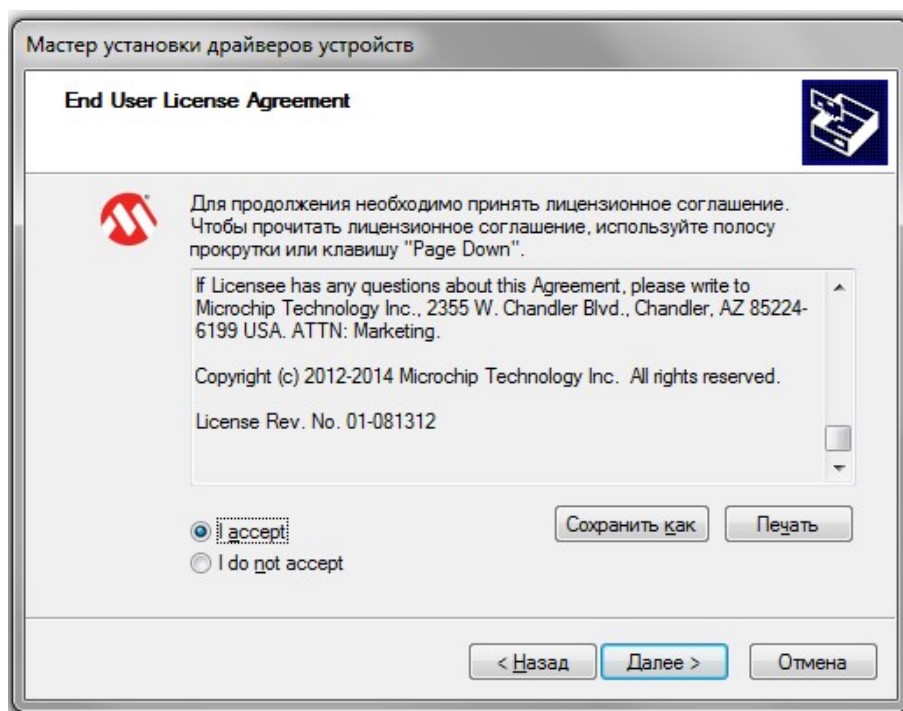 Мастер установки драйверов устройств
End User License Agreement
Для продолжения необходимо принять лицензионное соглашение.
Чтобы прочитать лицензионное соглашение, используйте полосу
прокрутки или клавишу "Page Down".
If Licensee has any questions about this Agreement, please write to
Microchip Technology Inc., 2355 W. Chandler Blvd., Chandler, AZ 85224-
6199 USA. ATTN: Marketing.
Copyright (c) 2012-2014 Microchip Technology Inc.  All rights reserved.
License Rev. No. 01-081312
I accept
Сохранить как
Печать
I do not accept
< Назад
Далее >
Отмена